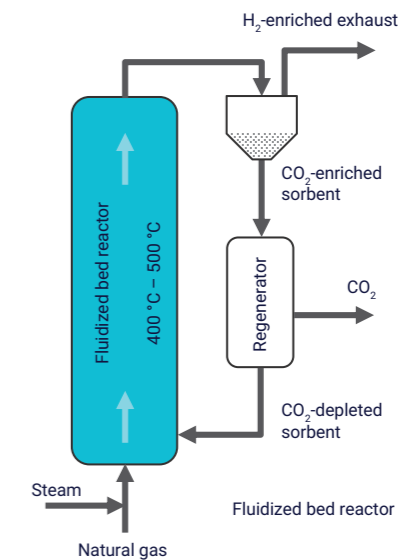 H₂-enriched exhaust
CO₂-enriched
sorbent
Fluidized bed reactor
400 °C – 500 °C
Regenerator
CO₂
CO₂-depleted
sorbent
Steam
Fluidized bed reactor
Natural gas